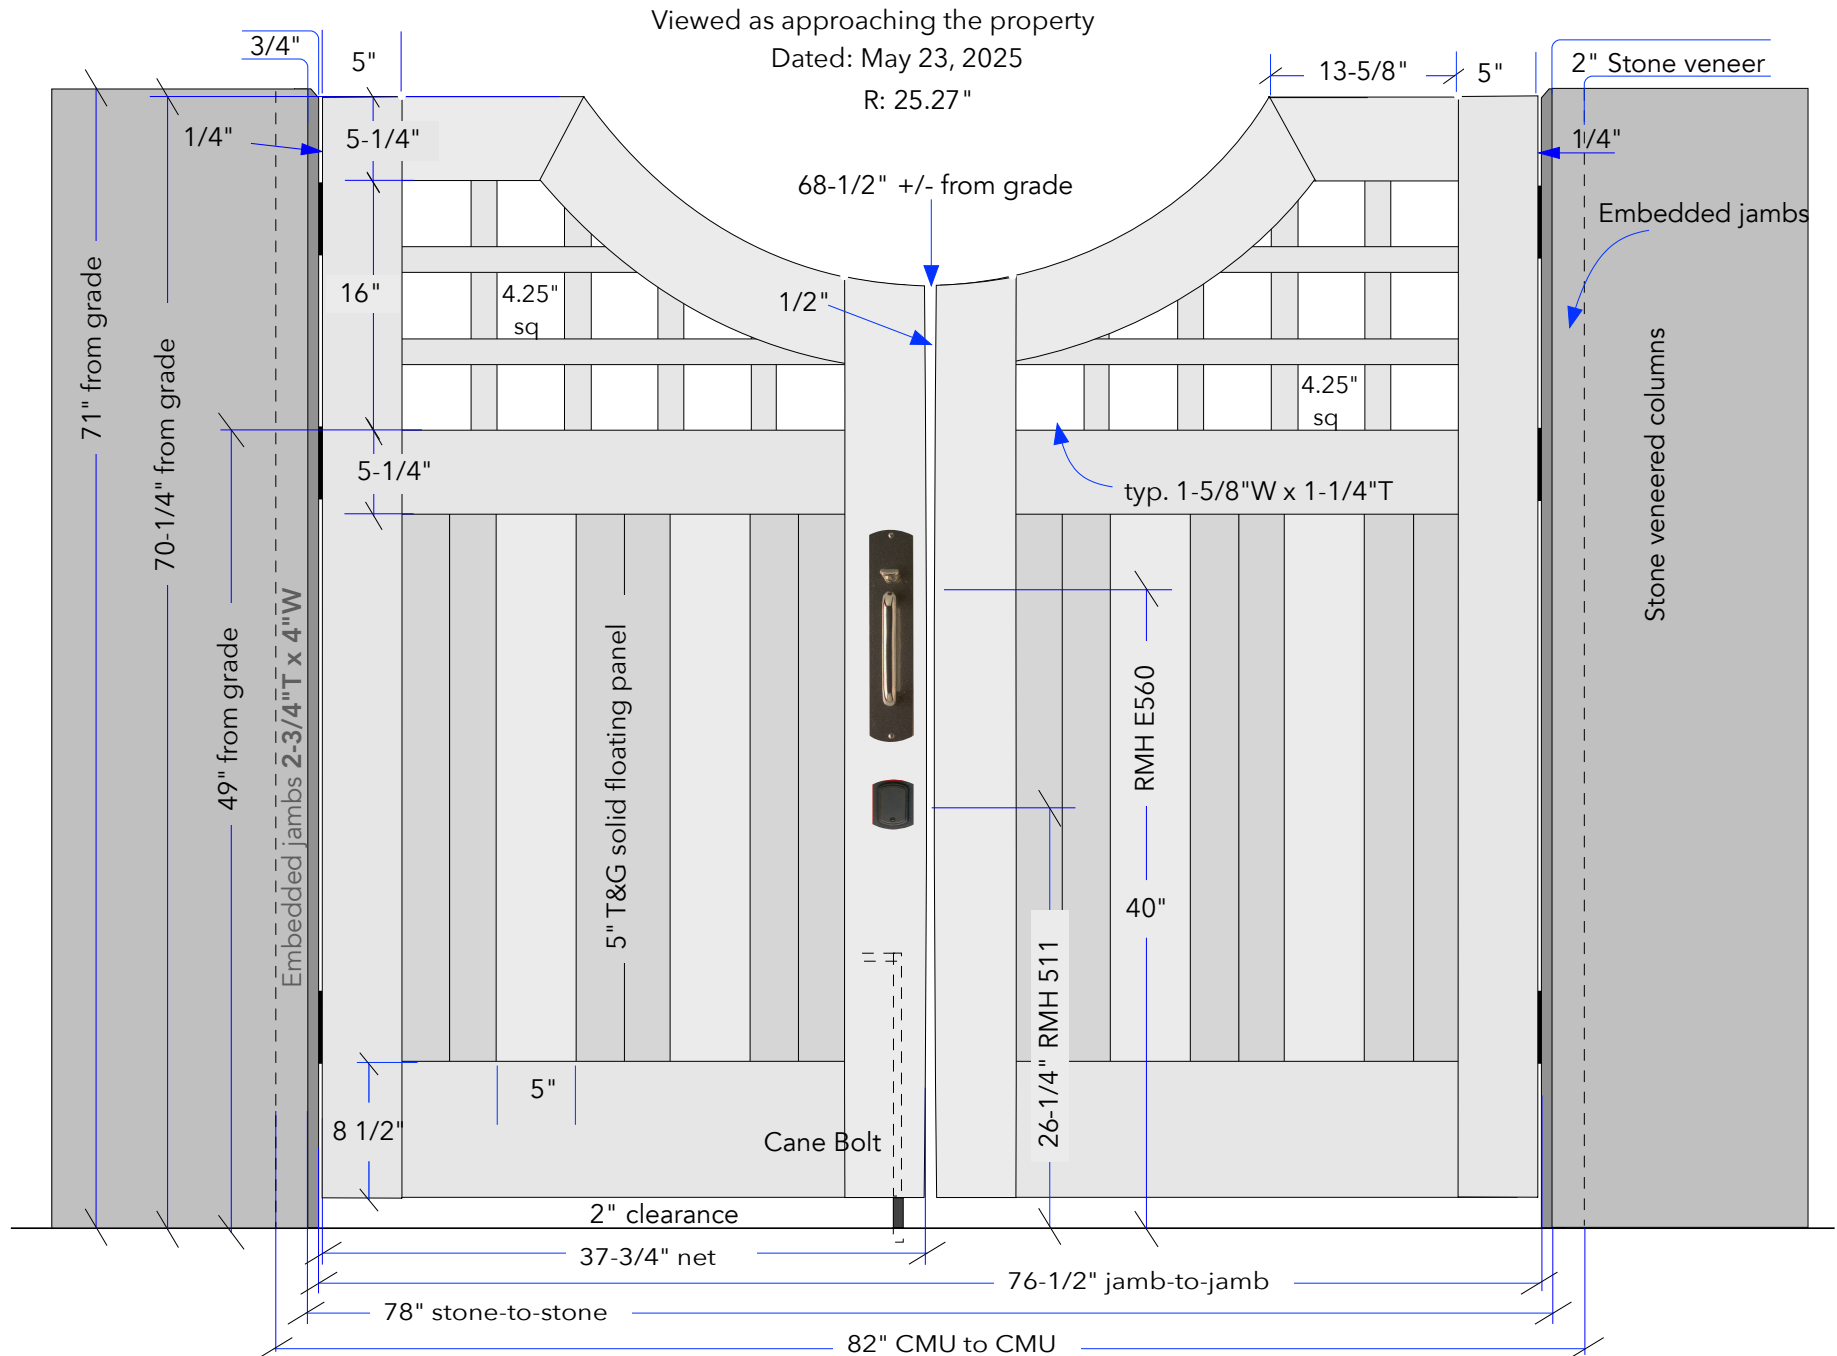 Viewed as approaching the property
Dated: May 23, 2025
R: 25.27"
3/4"
5"
13-5/8"
5"
2" Stone veneer
1/4"
5-1/4"
1/4"
68-1/2" +/- from grade
Embedded jambs
16"
4.25"
sq
1/2"
4.25"
sq
5-1/4"
typ. 1-5/8"W x 1-1/4"T
71" from grade
70-1/4" from grade
49" from grade
Embedded jambs 2-3/4"T x 4"W
5" T&G solid floating panel
RMH E560
40"
26-1/4" RMH 511
Stone veneered columns
5"
8 1/2"
Cane Bolt
2" clearance
37-3/4" net
76-1/2" jamb-to-jamb
78" stone-to-stone
82" CMU to CMU